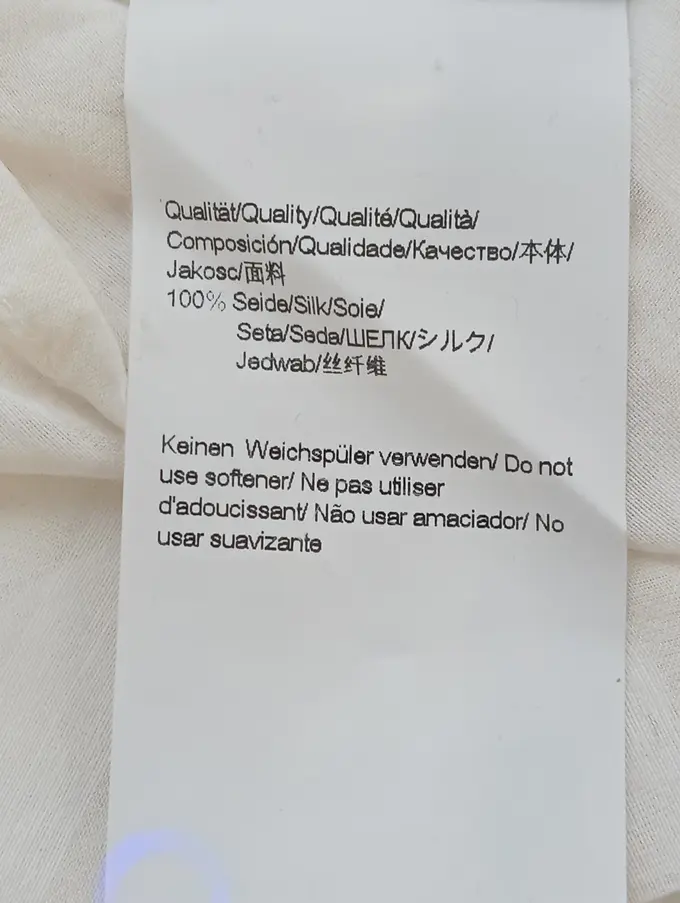 Qualität/Quality/Qualité/Qualità/
Composición/Qualidade/Качество/本体/
Jakosc/面料
100% Seide/Silk/Soie/
Seta/Seda/ШЕЛК/シルク/
Jedwab/丝纤维
Keinen Weichspüler verwenden/ Do not
use softener/ Ne pas utiliser
d'adoucissant/ Não usar amaciador/ No
usar suavizante